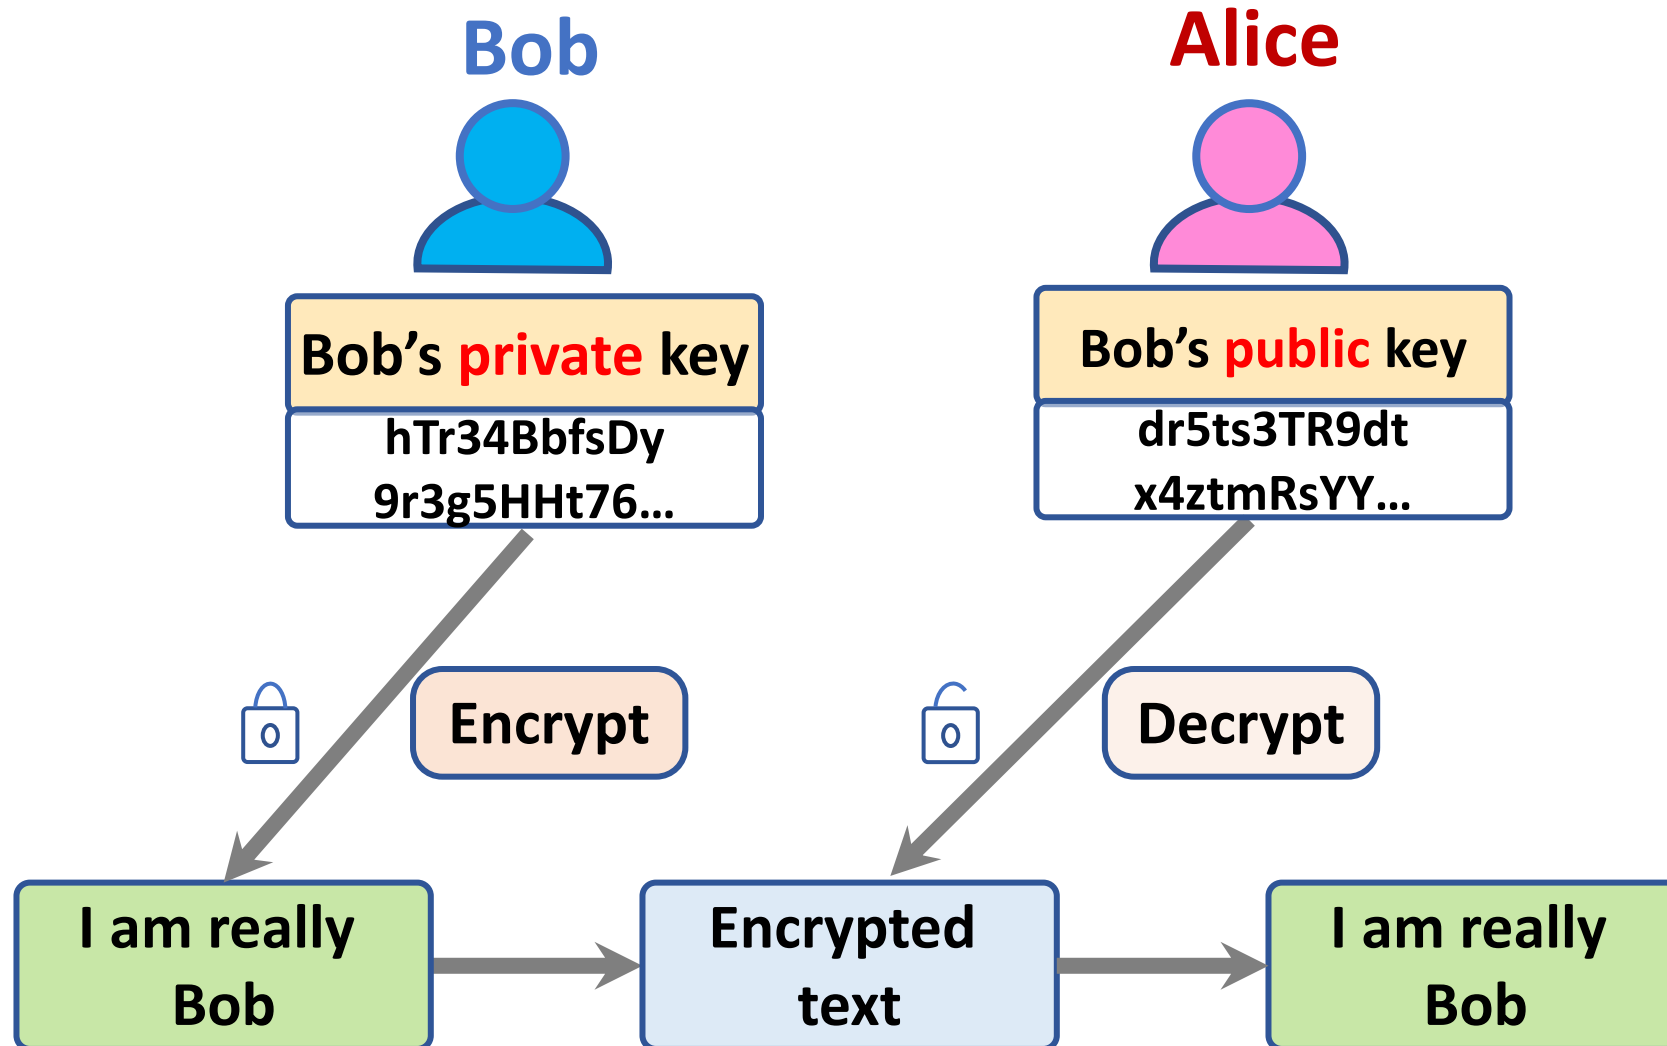 Bob
Alice
Bob’s private key
hTr34BbfsDy
9r3g5HHt76...
Bob’s public key
dr5ts3TR9dt
x4ztmRsYY...
Encrypt
Decrypt
I am really
Bob
Encrypted
text
I am really
Bob